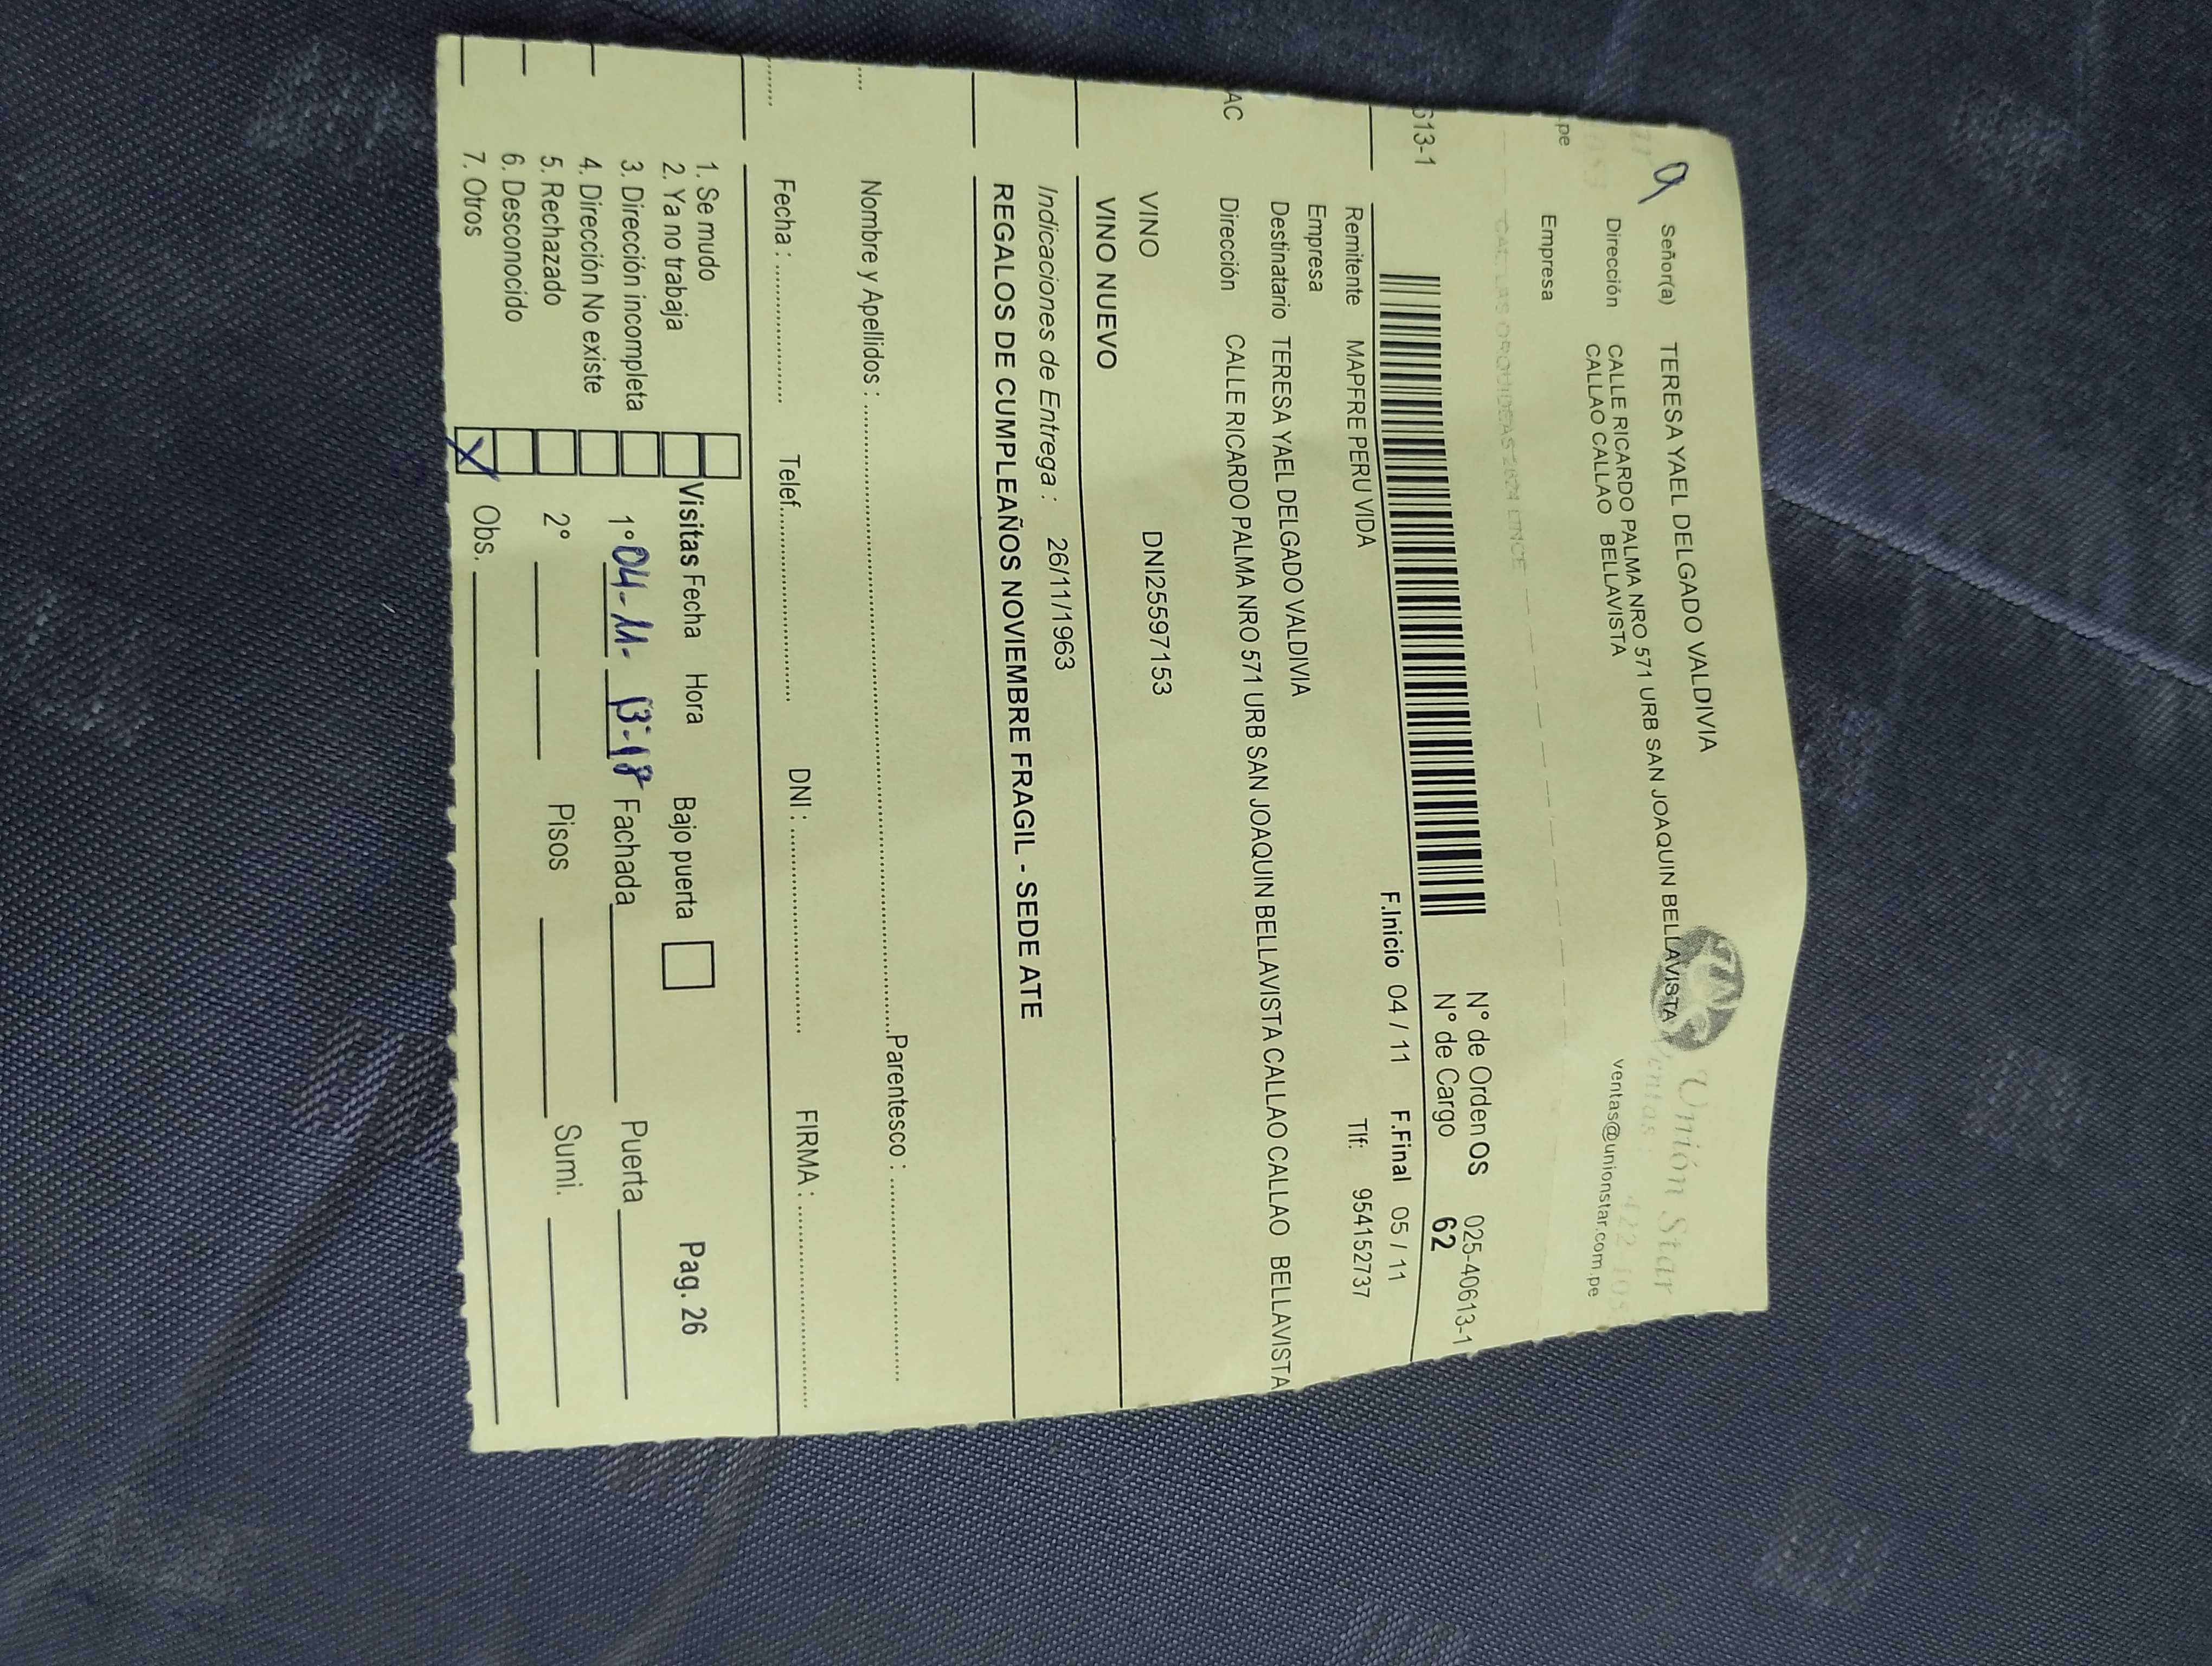 Señor(a) TERESA YAEL DELGADO VALDIVIA
Dirección CALLE RICARDO PALMA NRO 571 URB SAN JOAQUIN BELLAVISTA
CALLAO CALLAO BELLAVISTA
Unión Star
Ventas
ventas@unionstar.com.pe
pe
Empresa
N° de Orden OS 025-40613-1
613-1
N° de Cargo 62
F.Inicio 04 / 11 F.Final 05 / 11
Remitente MAPFRE PERU VIDA Tlf: 954152737
Empresa
Destinatario TERESA YAEL DELGADO VALDIVIA
AC
Dirección CALLE RICARDO PALMA NRO 571 URB SAN JOAQUIN BELLAVISTA CALLAO CALLAO BELLAVISTA
VINO DNI25597153
VINO NUEVO
Indicaciones de Entrega : 26/11/1963
REGALOS DE CUMPLEAÑOS NOVIEMBRE FRAGIL - SEDE ATE
Nombre y Apellidos : Parentesco :
Fecha : Telef. DNI : FIRMA :
1. Se mudo
2. Ya no trabaja Visitas Fecha Hora Bajo puerta Pag. 26
3. Dirección incompleta 1° 04-11- 13-18 Fachada Puerta
4. Dirección No existe
5. Rechazado 2° Pisos Sumi.
6. Desconocido
7. Otros X Obs.